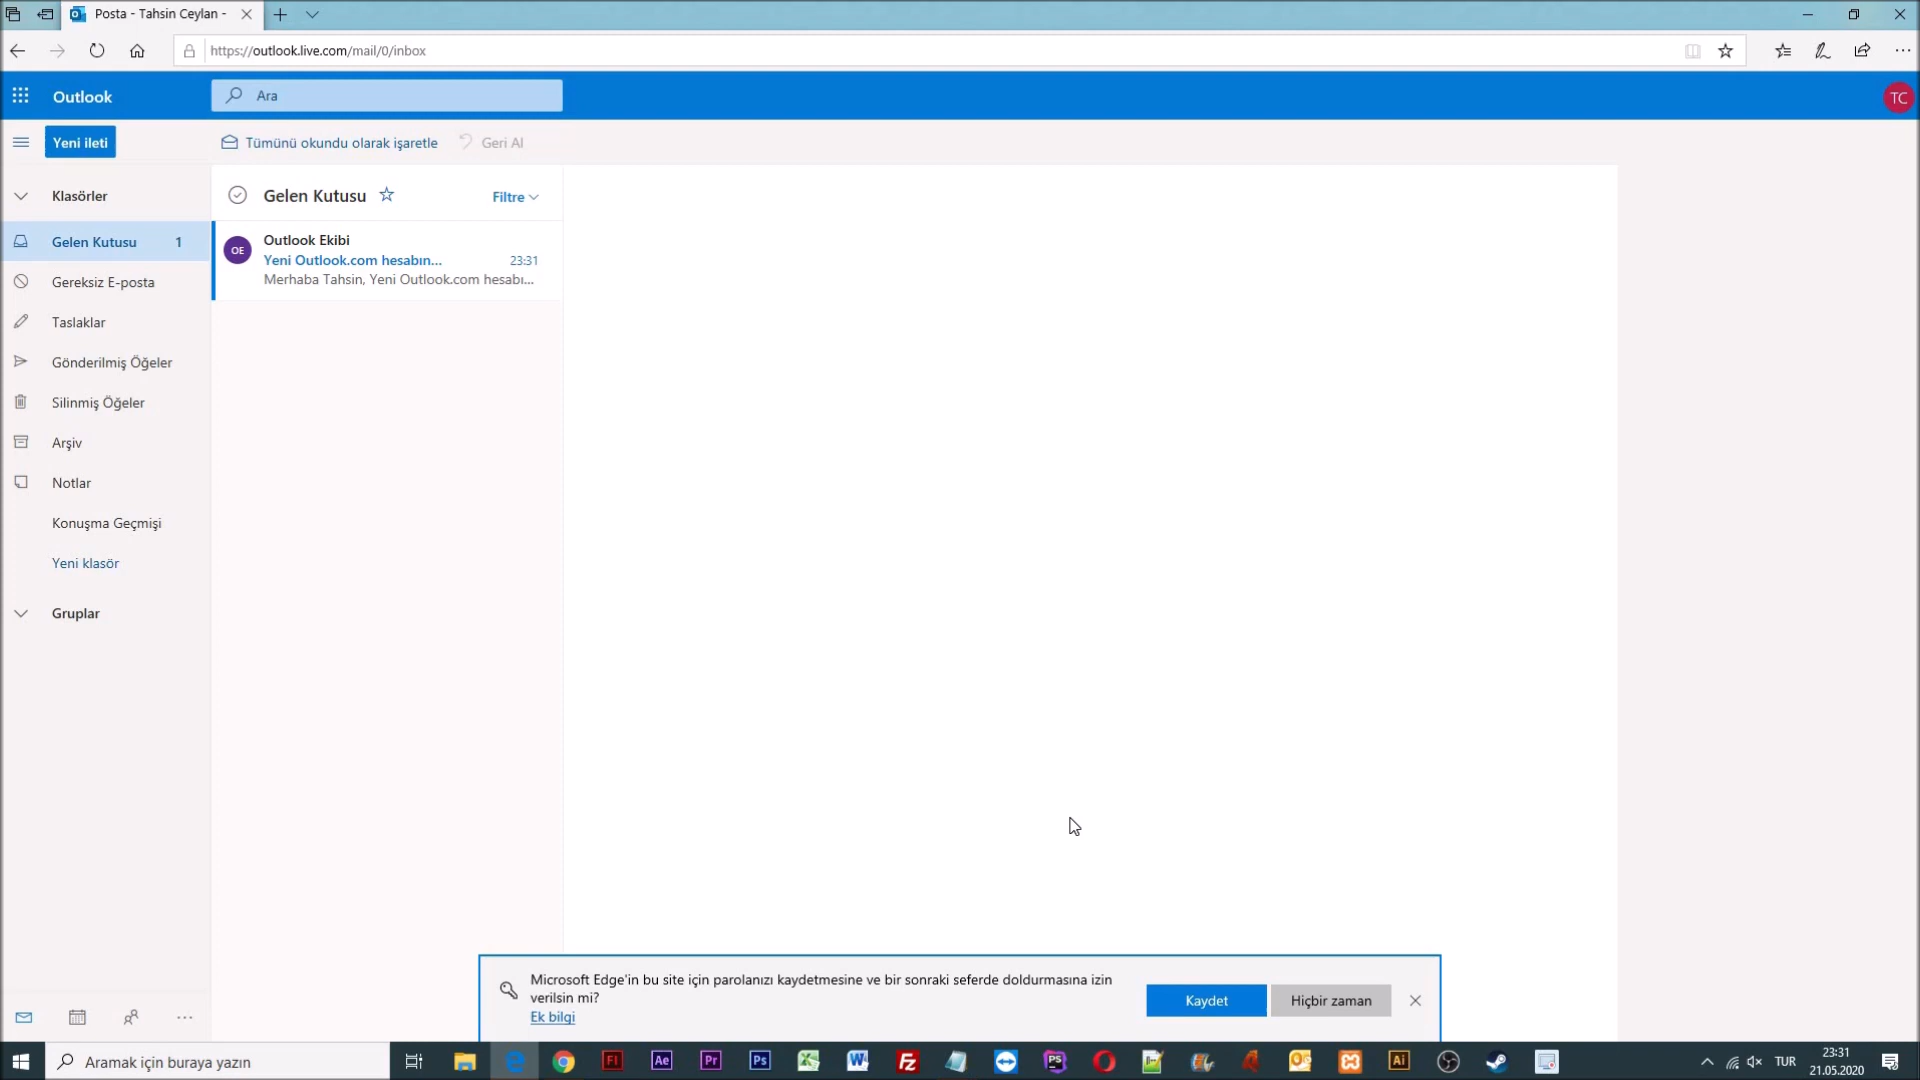 Posta - Tahsin Ceylan -
https://outlook.live.com/mail/0/inbox
Outlook
Ara
TC
Yeni ileti
Tümünü okundu olarak işaretle
Geri Al
Klasörler
Gelen Kutusu
Filtre
Gelen Kutusu 1
OE
Outlook Ekibi
Yeni Outlook.com hesabın... 23:31
Merhaba Tahsin, Yeni Outlook.com hesabı...
Gereksiz E-posta
Taslaklar
Gönderilmiş Öğeler
Silinmiş Öğeler
Arşiv
Notlar
Konuşma Geçmişi
Yeni klasör
Gruplar
Microsoft Edge'in bu site için parolanızı kaydetmesine ve bir sonraki seferde doldurmasına izin
verilsin mi?
Ek bilgi
Kaydet
Hiçbir zaman
Aramak için buraya yazın
Fl
Ae
Pr
Ps
Fz
PS
Ai
TUR
23:31
21.05.2020